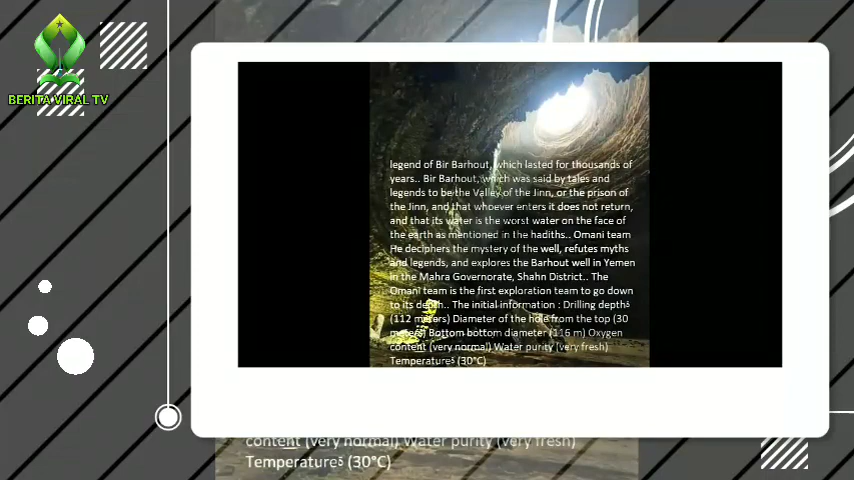 BERITA VIRAL TV
legend of Bir Barhout, which lasted for thousands of
years.. Bir Barhout, which was said by tales and
legends to be the Valley of the Jinn, or the prison of
the Jinn, and that whoever enters it does not return,
and that its water is the worst water on the face of
the earth as mentioned in the hadiths.. Omani team
He deciphers the mystery of the well, refutes myths
and legends, and explores the Barhout well in Yemen
in the Mahra Governorate, Shahn District.. The
Omani team is the first exploration team to go down
to its depth.. The initial information : Drilling depth⁵
(112 meters) Diameter of the hole from the top (30
meters) Bottom bottom diameter (116 m) Oxygen
content (very normal) Water purity (very fresh)
Temperature⁵ (30°C)
content (very normal) Water purity (very fresh)
Temperature⁵ (30°C)